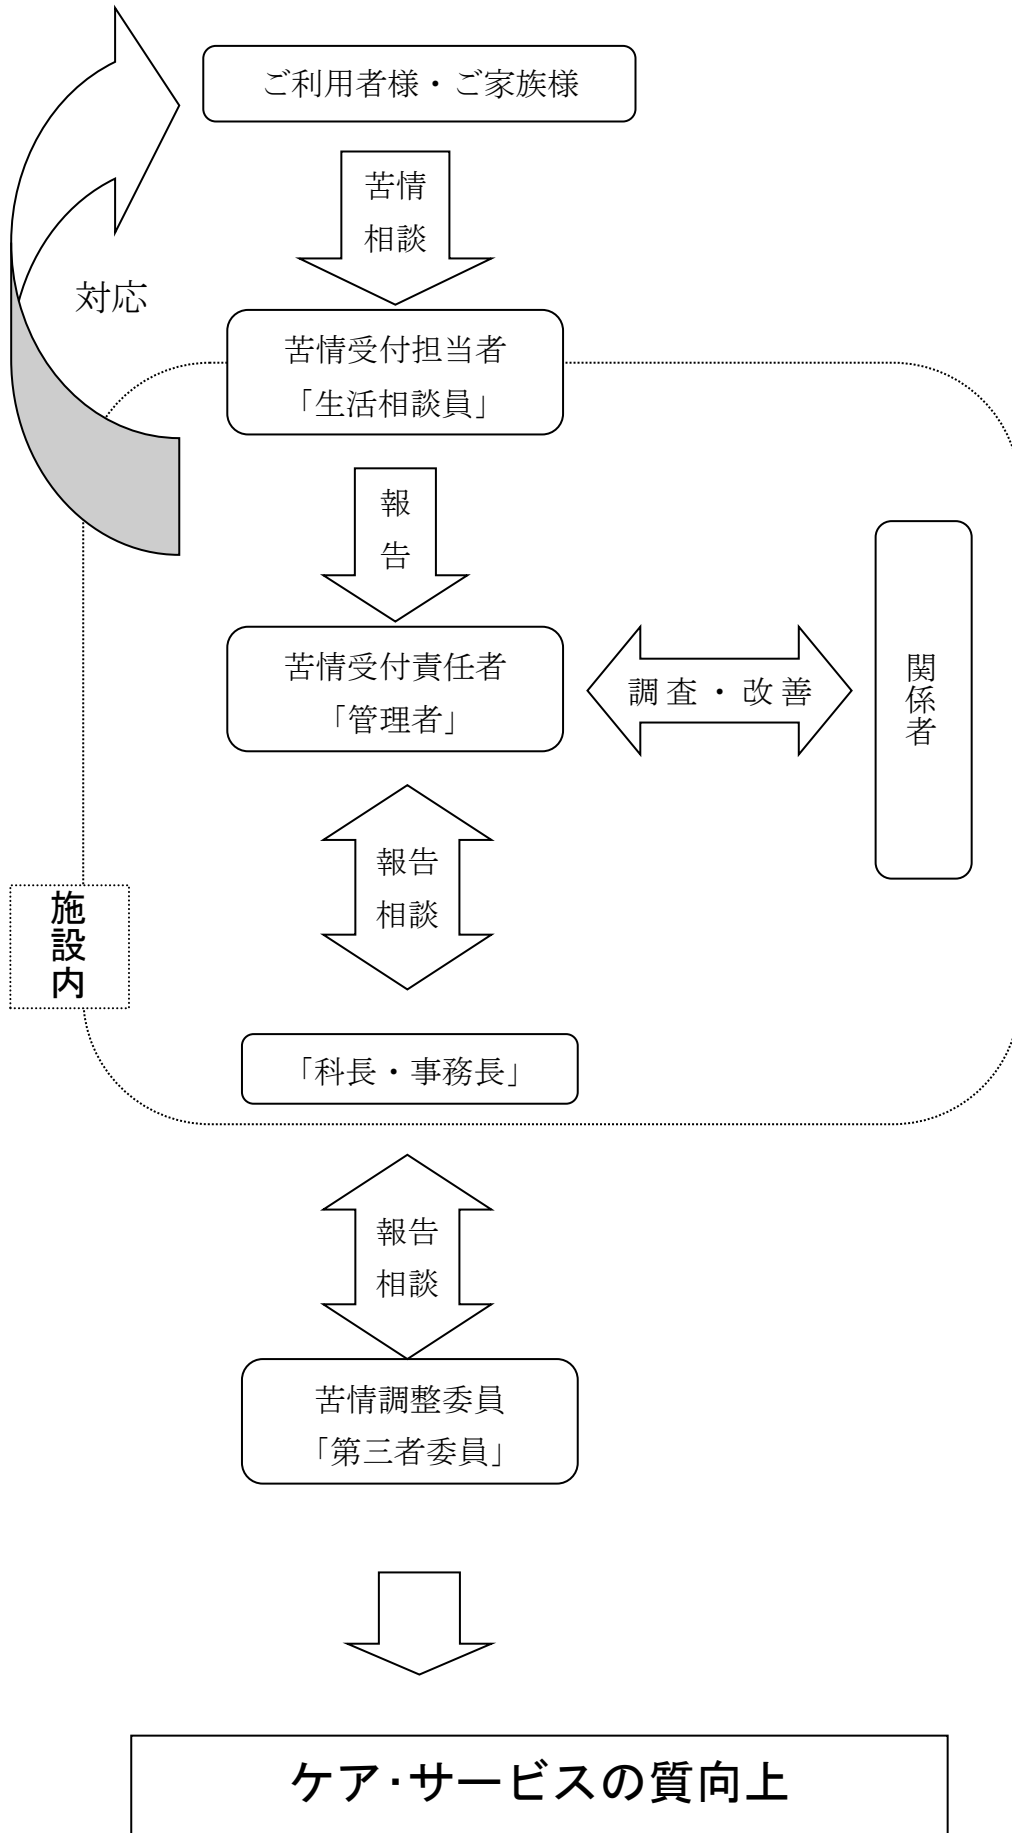 ご利用者様・ご家族様
苦情
相談
対応
苦情受付担当者
「生活相談員」
報
告
苦情受付責任者
「管理者」
調査・改善
関係者
報告
相談
施設内
「科長・事務長」
報告
相談
苦情調整委員
「第三者委員」
ケア・サービスの質向上